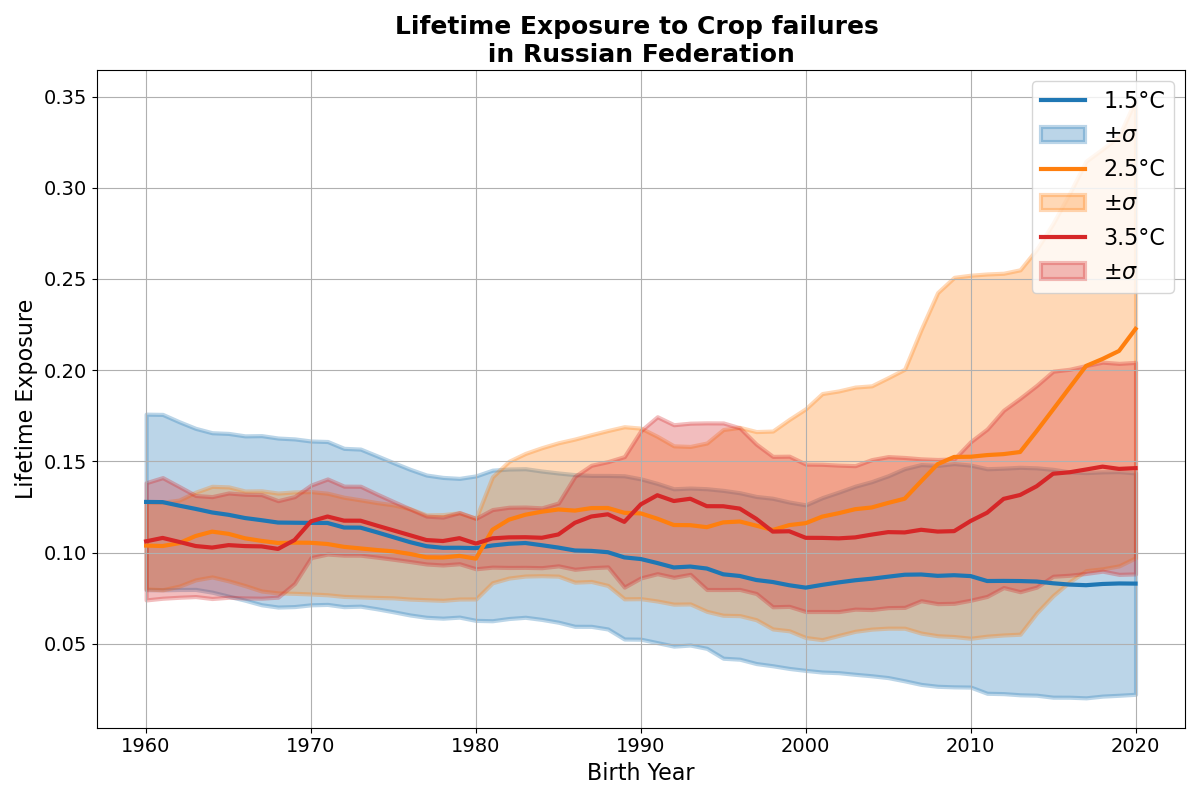 Lifetime Exposure to Crop failures
in Russian Federation
Lifetime Exposure
0.35
0.30
0.25
0.20
0.15
0.10
0.05
1.5°C
±σ
2.5°C
±σ
3.5°C
±σ
1960 1970 1980 1990 2000 2010 2020
Birth Year